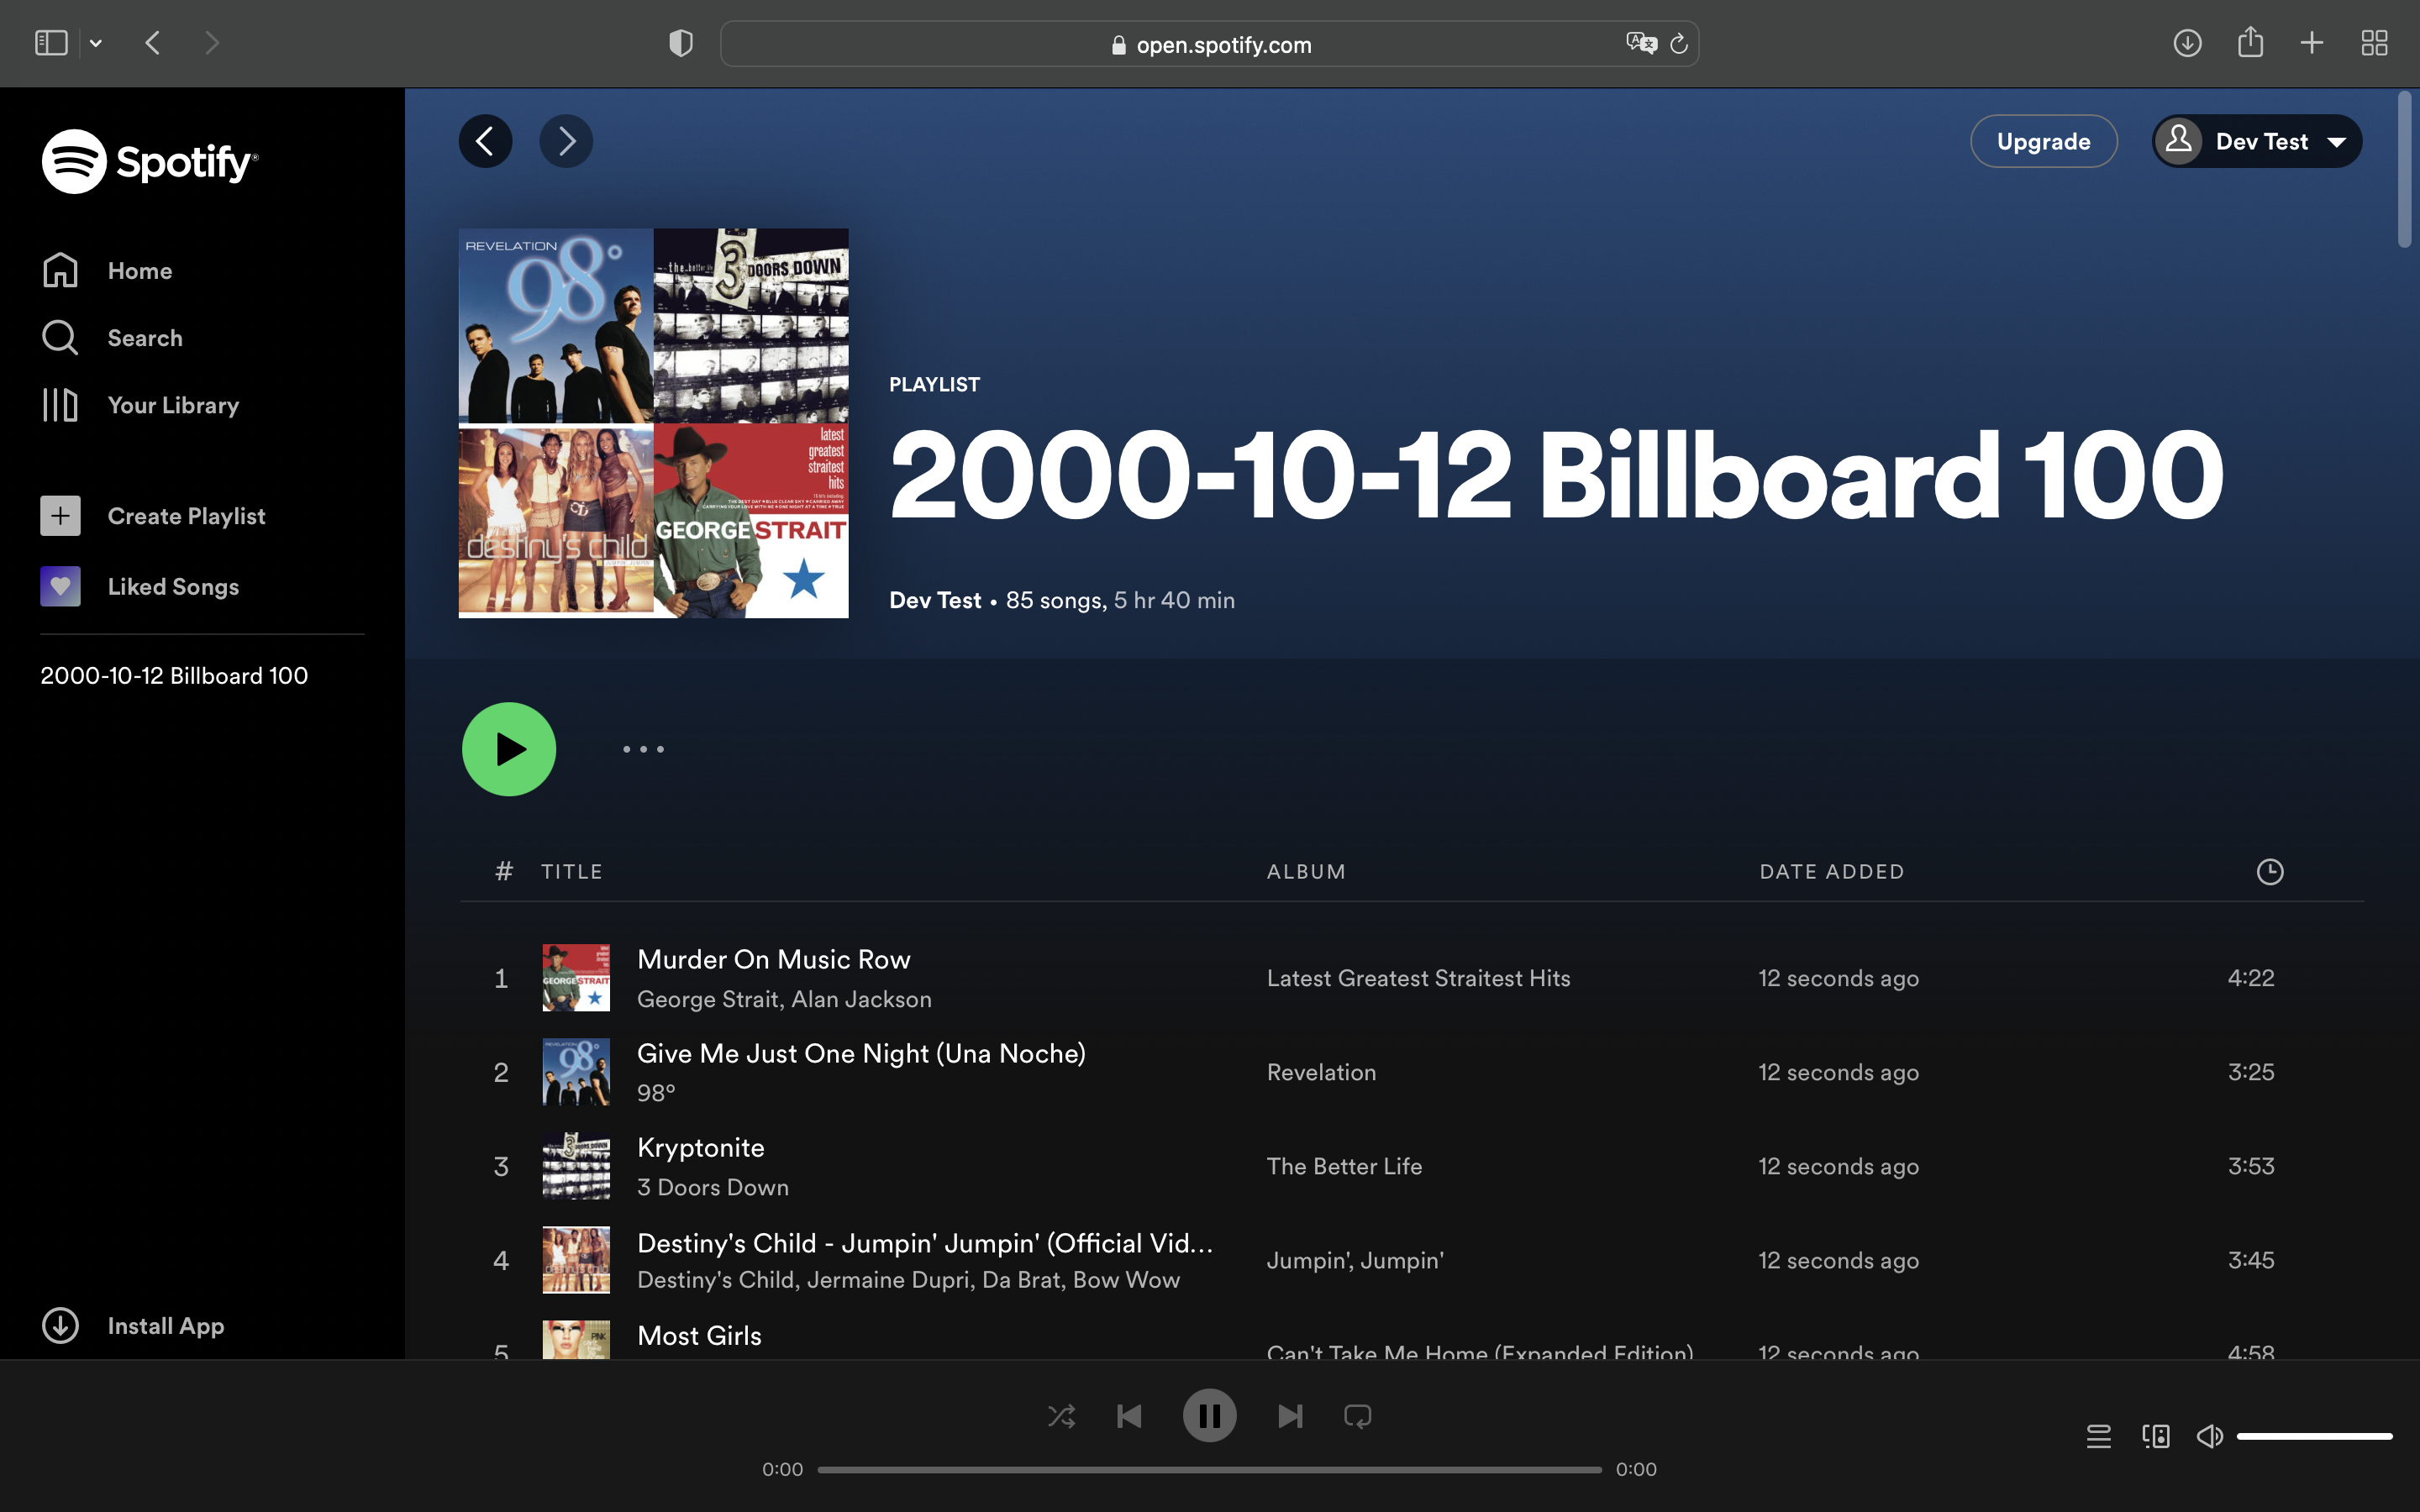 open.spotify.com
Spotify
Home
Search
Your Library
Create Playlist
Liked Songs
2000-10-12 Billboard 100
Install App
Upgrade
Dev Test
REVELATION
98°
the better life
3 DOORS DOWN
destiny's child
latest
greatest
straitest
hits
GEORGE STRAIT
PLAYLIST
2000-10-12 Billboard 100
Dev Test • 85 songs, 5 hr 40 min
# TITLE ALBUM DATE ADDED
1 Murder On Music Row Latest Greatest Straitest Hits 12 seconds ago 4:22
George Strait, Alan Jackson
2 Give Me Just One Night (Una Noche) Revelation 12 seconds ago 3:25
98°
3 Kryptonite The Better Life 12 seconds ago 3:53
3 Doors Down
4 Destiny's Child - Jumpin' Jumpin' (Official Vid... Jumpin', Jumpin' 12 seconds ago 3:45
Destiny's Child, Jermaine Dupri, Da Brat, Bow Wow
5 Most Girls Can't Take Me Home (Expanded Edition) 12 seconds ago 4:58
0:00 0:00